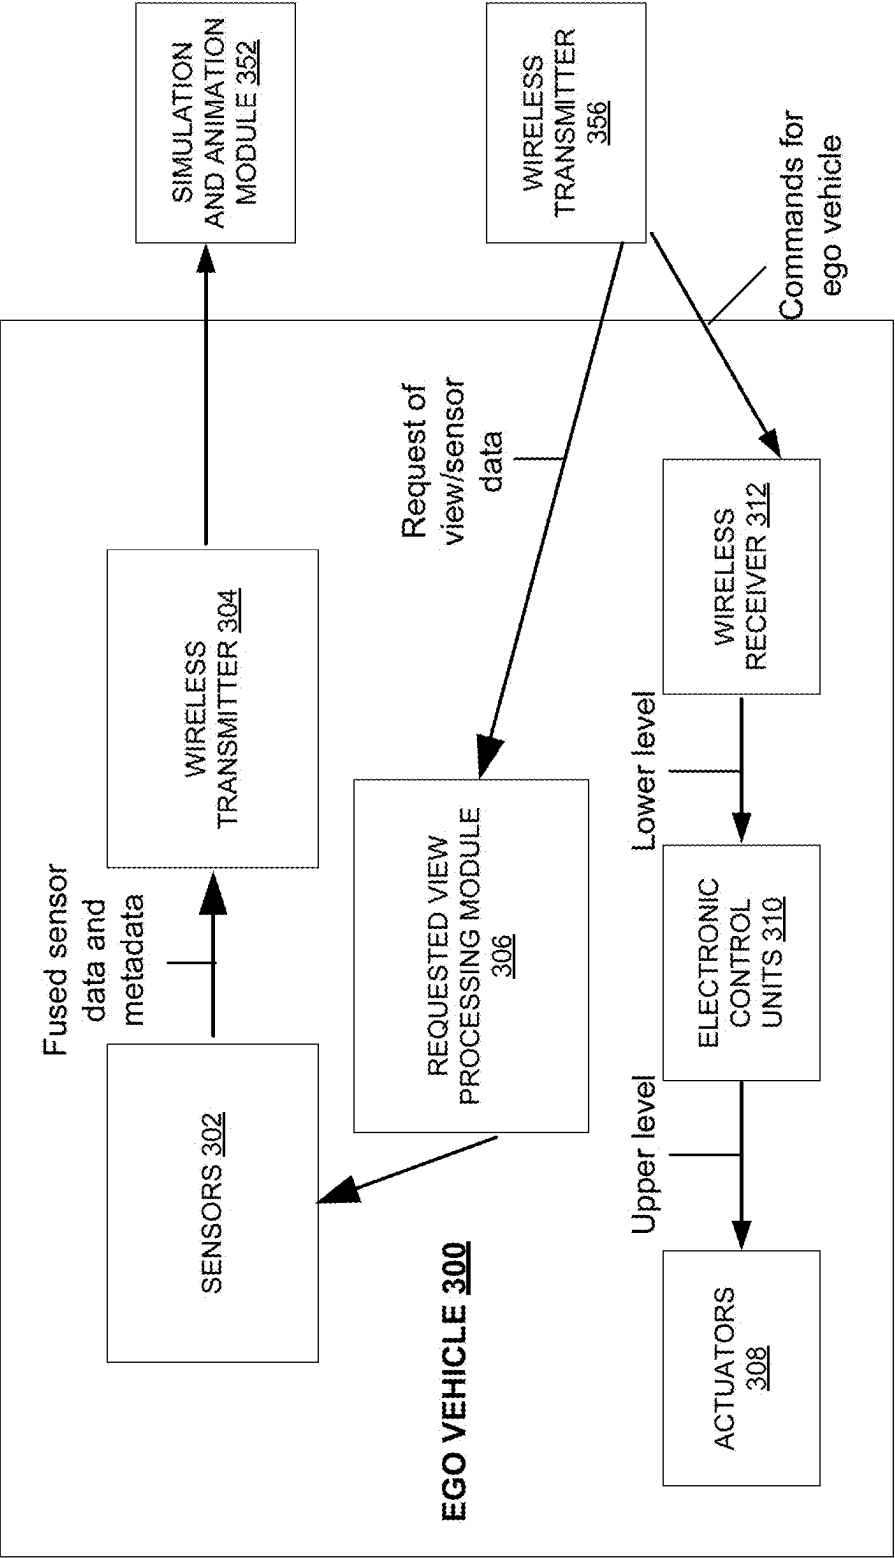 Fused sensor
data and
metadata
SENSORS 302
WIRELESS
TRANSMITTER 304
SIMULATION
AND ANIMATION
MODULE 352
EGO VEHICLE 300
REQUESTED VIEW
PROCESSING MODULE
306
Request of
view/sensor
data
WIRELESS
TRANSMITTER
356
Upper level
Lower level
ACTUATORS
308
ELECTRONIC
CONTROL
UNITS 310
WIRELESS
RECEIVER 312
Commands for
ego vehicle